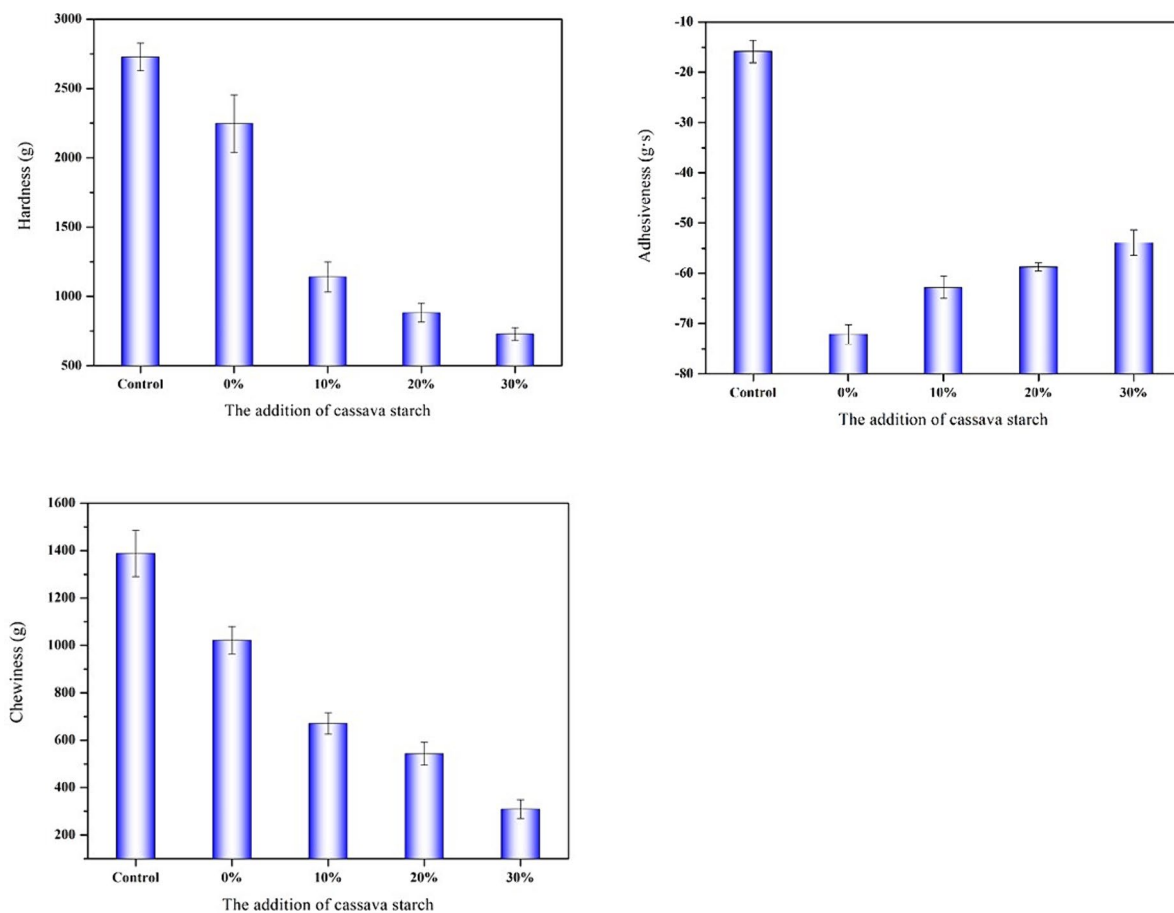 Hardness (g)
3000
2500
2000
1500
1000
500
Control 0% 10% 20% 30%
The addition of cassava starch
Adhesiveness (g·s)
-10
-20
-30
-40
-50
-60
-70
-80
Control 0% 10% 20% 30%
The addition of cassava starch
Chewiness (g)
1600
1400
1200
1000
800
600
400
200
Control 0% 10% 20% 30%
The addition of cassava starch